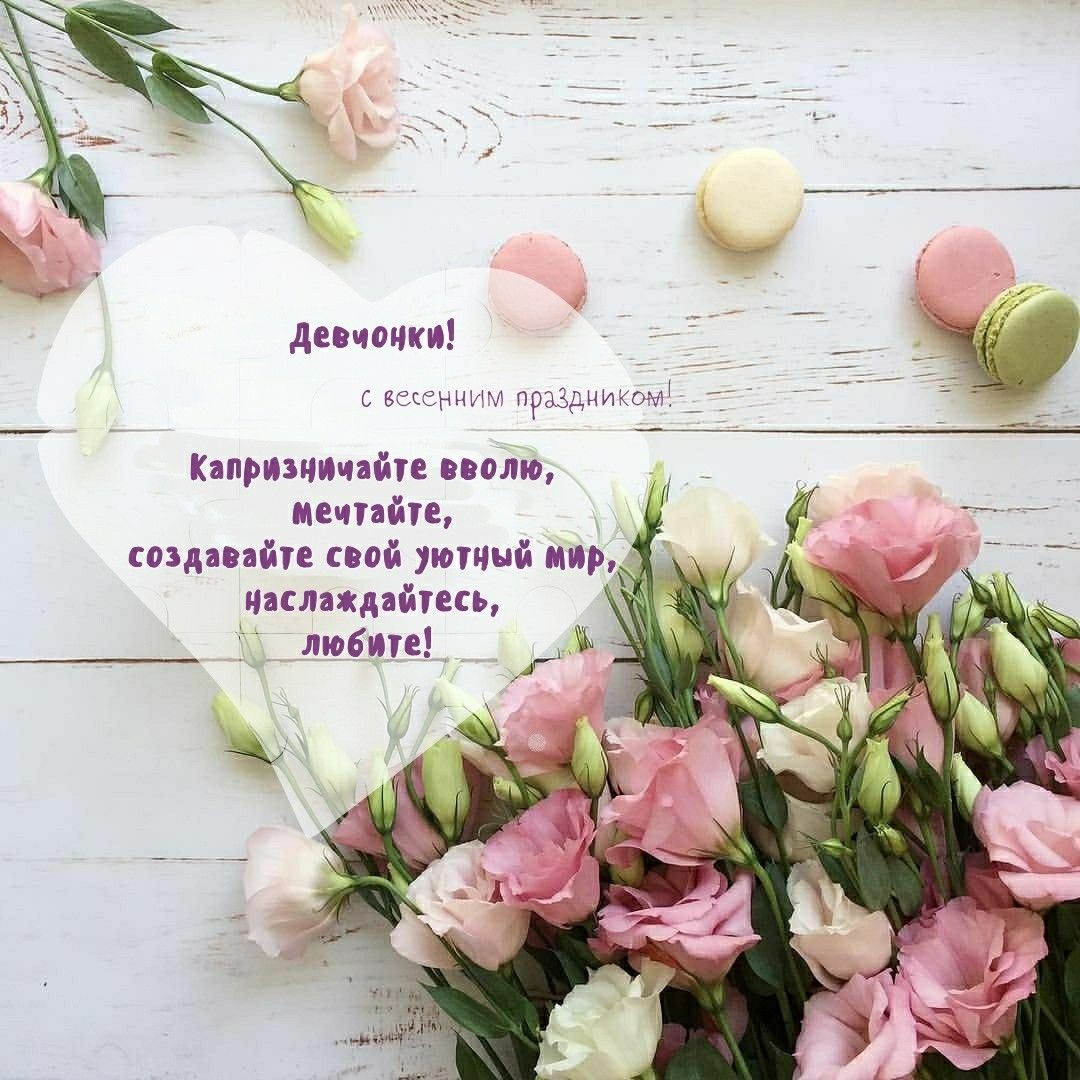 Девчонки!
с весенним праздником!
Капризничайте вволю,
мечтайте,
создавайте свой уютный мир,
наслаждайтесь,
любите!